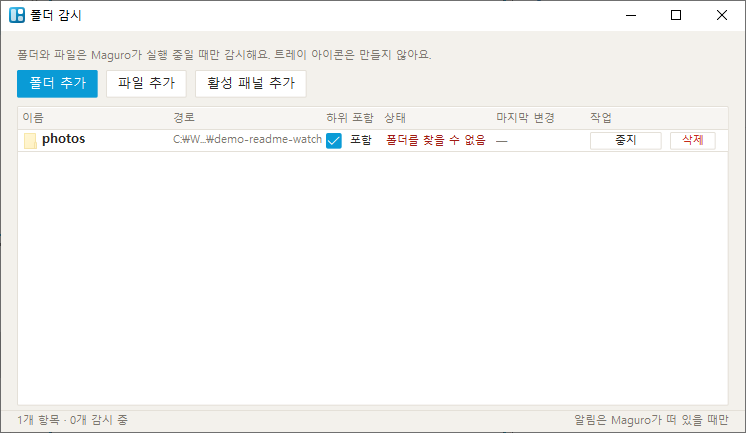 폴더 감시
폴더와 파일은 Maguro가 실행 중일 때만 감시해요. 트레이 아이콘은 만들지 않아요.
폴더 추가 파일 추가 활성 패널 추가
이름 경로 하위 포함 상태 마지막 변경 작업
photos C:₩W...₩demo-readme-watch 포함 폴더를 찾을 수 없음 — 중지 삭제
1개 항목 · 0개 감시 중 알림은 Maguro가 떠 있을 때만